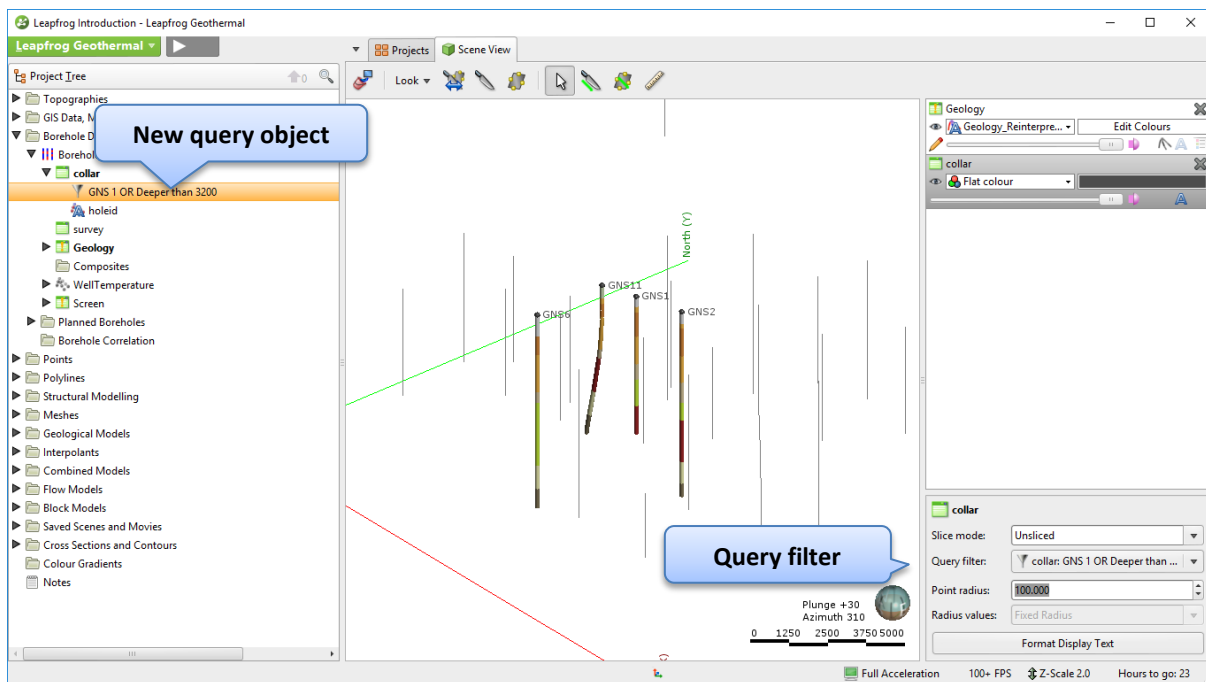 Leapfrog Introduction - Leapfrog Geothermal
Leapfrog Geothermal
Projects
Scene View
Project Tree
0
Look
Topographies
GIS Data, M
Borehole D
Boreho
collar
GNS 1 OR Deeper than 3200
holeid
survey
Geology
Composites
WellTemperature
Screen
Planned Boreholes
Borehole Correlation
Points
Polylines
Structural Modelling
Meshes
Geological Models
Interpolants
Combined Models
Flow Models
Block Models
Saved Scenes and Movies
Cross Sections and Contours
Colour Gradients
Notes
New query object
North (Y)
GNS11
GNS1
GNS6
GNS2
Query filter
Plunge +30
Azimuth 310
0 1250 2500 3750 5000
Geology
Geology_Reinterpre...
Edit Colours
collar
Flat colour
collar
Slice mode: Unsliced
Query filter: collar: GNS 1 OR Deeper than ...
Point radius: 100.000
Radius values: Fixed Radius
Format Display Text
Full Acceleration 100+ FPS Z-Scale 2.0 Hours to go: 23